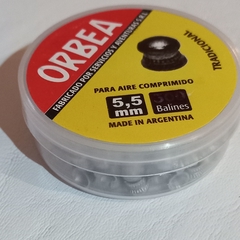 ORBEA
FABRICADO POR SERVICIOS Y AVENTURAS S.R.L.
TRADICIONAL
PARA AIRE COMPRIMIDO
5,5
mm
Balines
MADE IN ARGENTINA